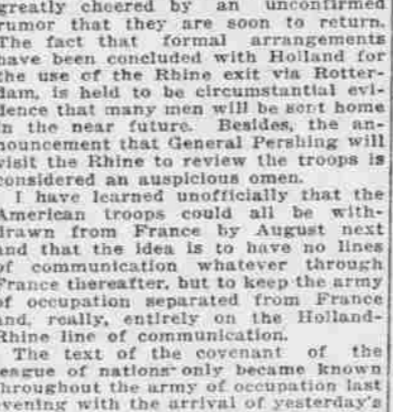 greatly cheered by an unconfirmed
rumor that they are soon to return.
The fact that formal arrangements
have been concluded with Holland for
the use of the Rhine exit via Rotter-
dam, is held to be circumstantial evi-
dence that many men will be sent home
in the near future. Besides, the an-
nouncement that General Pershing will
visit the Rhine to review the troops is
considered an auspicious omen.
I have learned unofficially that the
American troops could all be with-
drawn from France by August next
and that the idea is to have no lines
of communication whatever through
France thereafter, but to keep the army
of occupation separated from France
and, really, entirely on the Holland-
Rhine line of communication.
The text of the covenant of the
league of nations only became known
throughout the army of occupation last
evening with the arrival of yesterday's